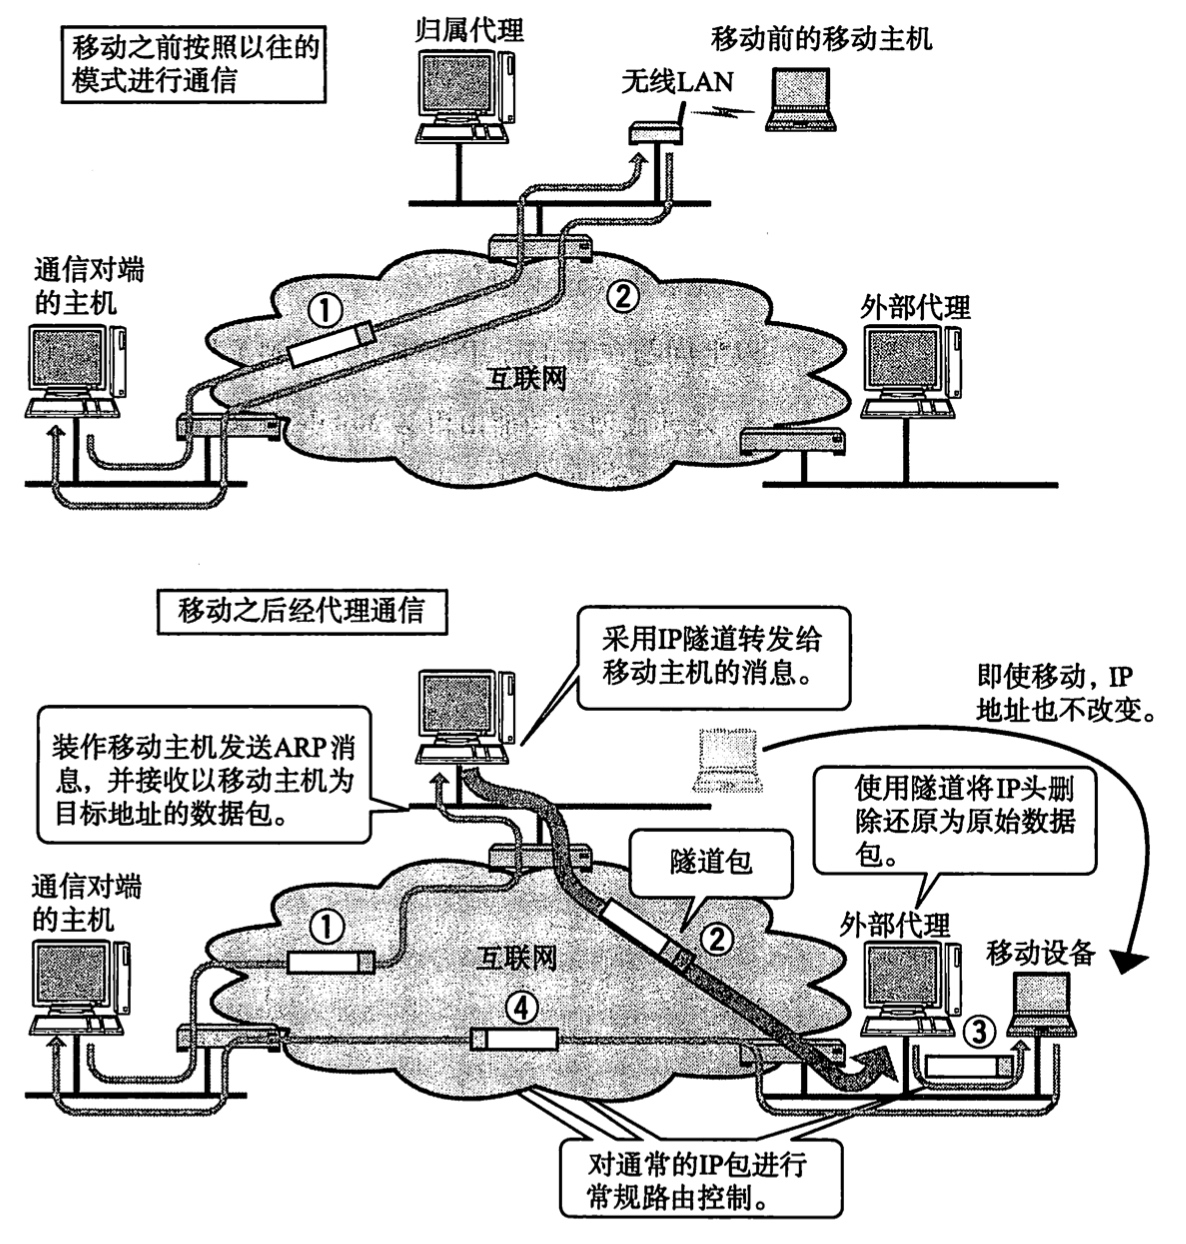 移动之前按照以往的
模式进行通信
归属代理
移动前的移动主机
无线LAN
通信对端
的主机
①
②
外部代理
互联网
移动之后经代理通信
采用IP隧道转发给
移动主机的消息。
即使移动，IP
地址也不改变。
装作移动主机发送ARP消
息，并接收以移动主机为
目标地址的数据包。
使用隧道将IP头删
除还原为原始数据
包。
隧道包
通信对端
的主机
①
②
外部代理
移动设备
互联网
④
③
对通常的IP包进行
常规路由控制。